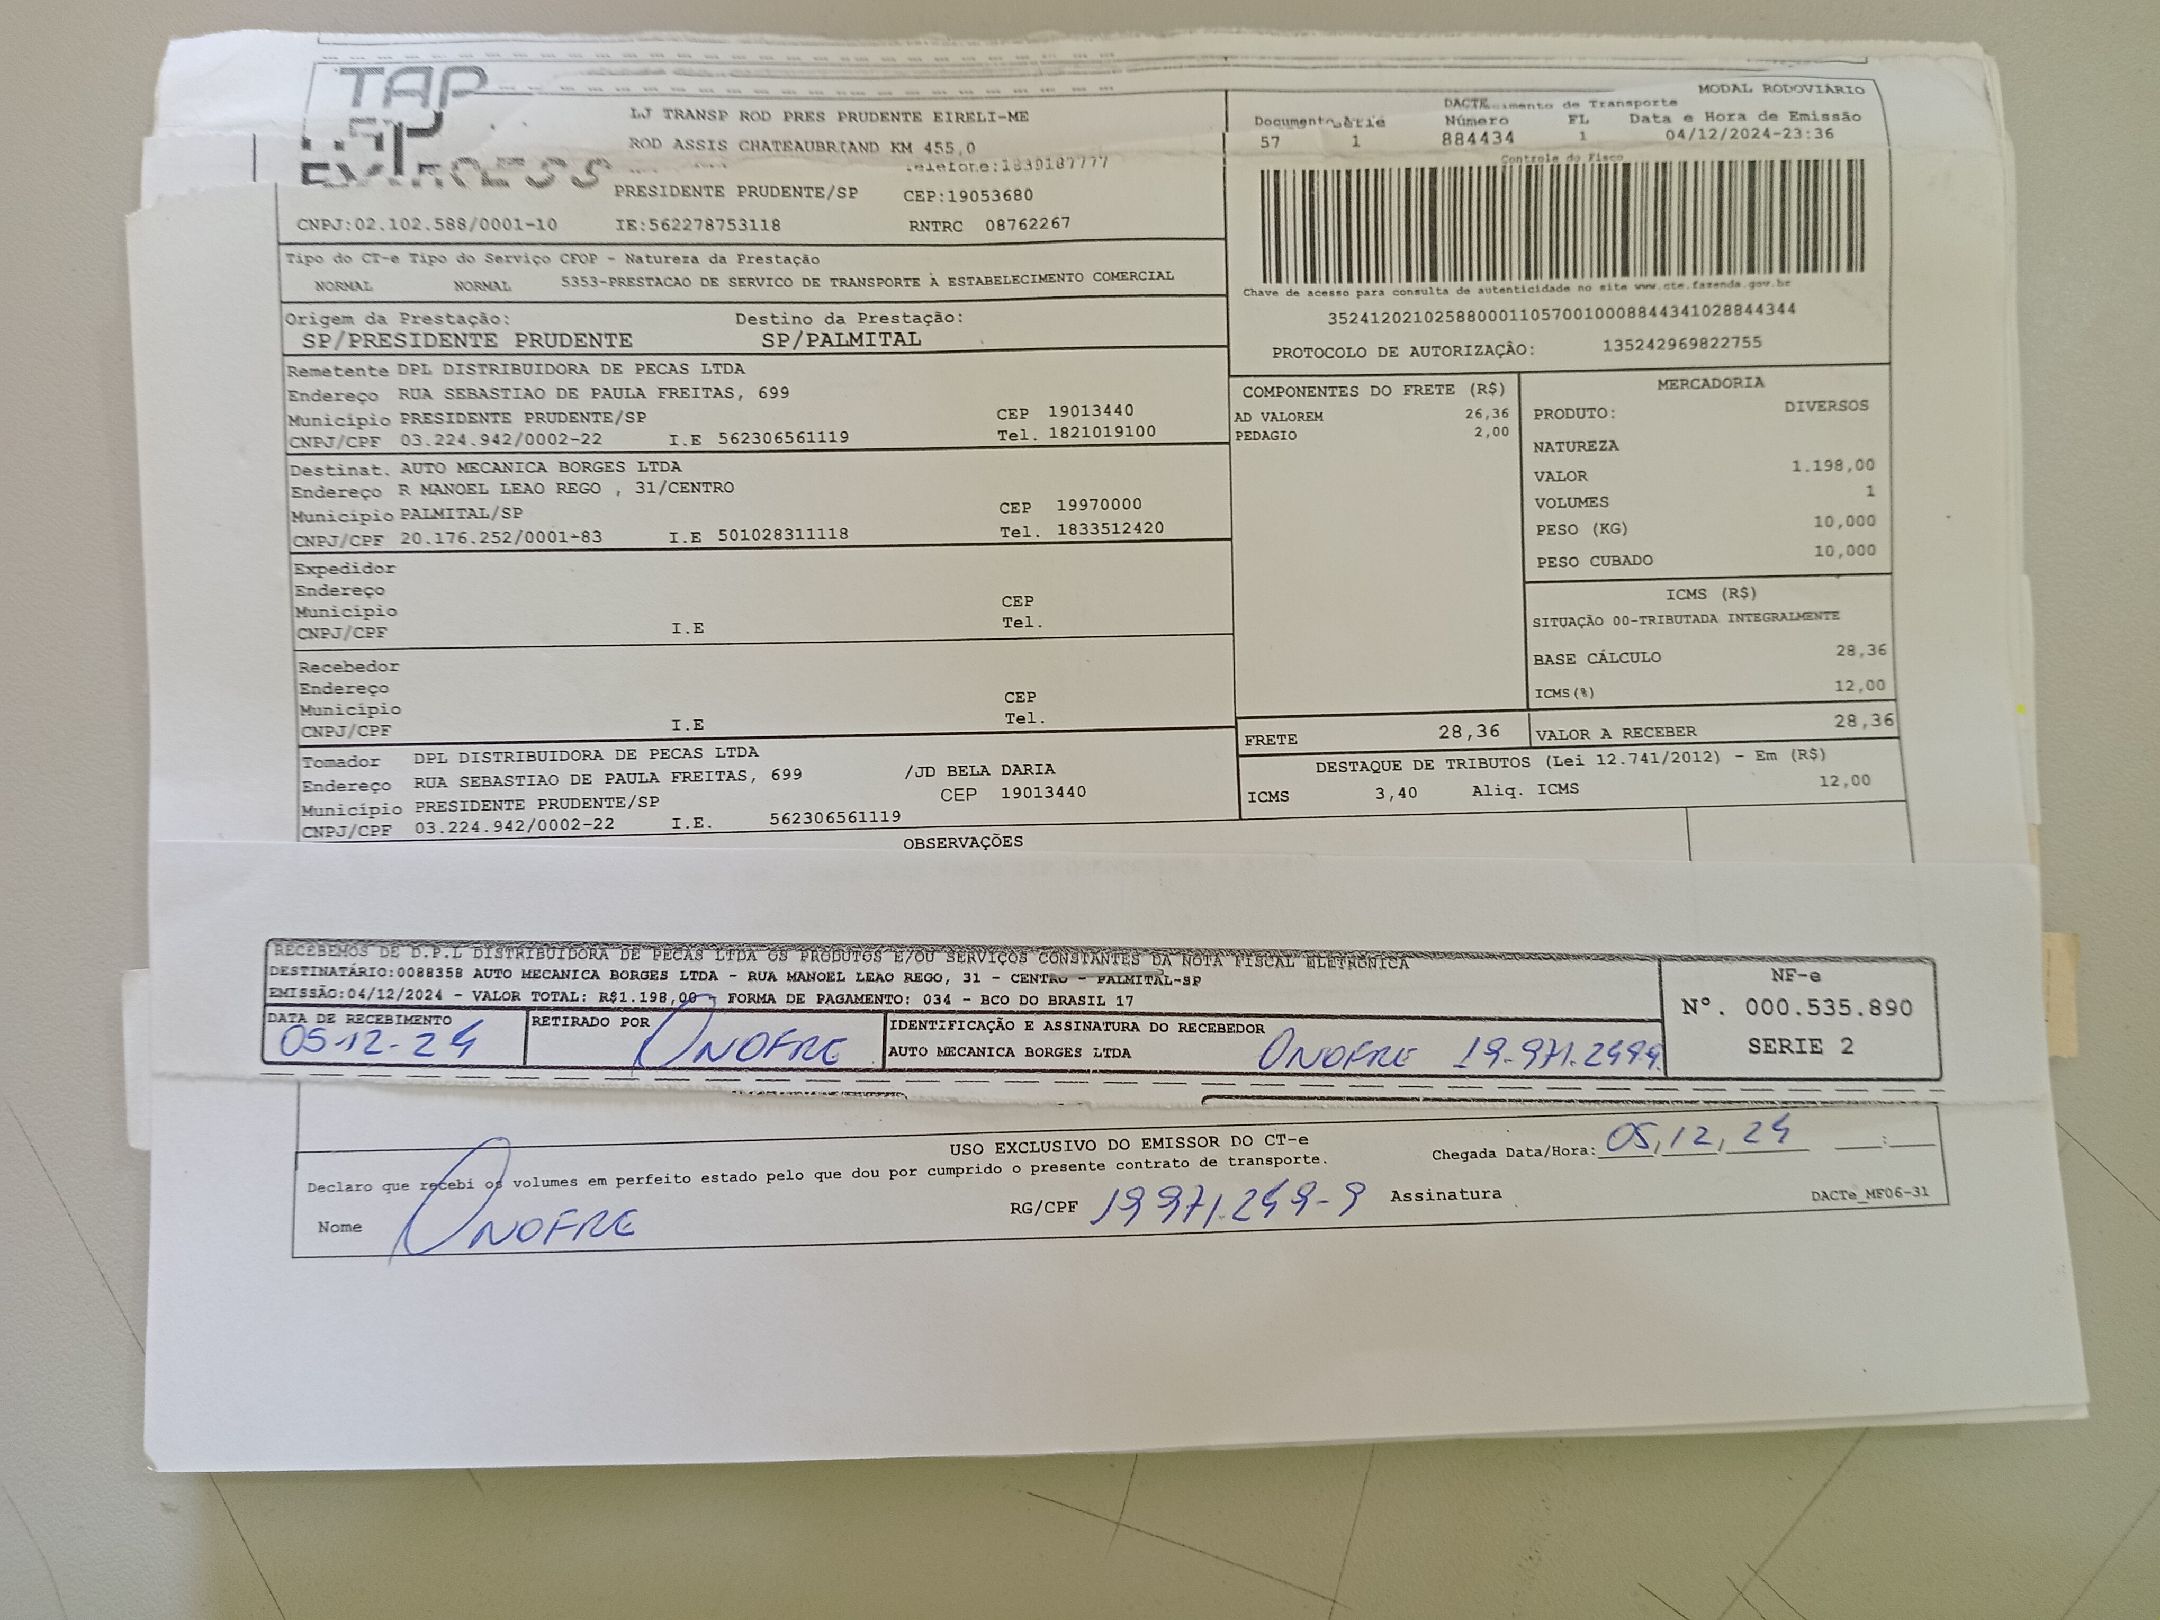 TAP
EXPRESS
LJ TRANSP ROD PRES PRUDENTE EIRELI-ME
ROD ASSIS CHATEAUBRIAND KM 455,0
Telefone:1839187777
PRESIDENTE PRUDENTE/SP CEP:19053680
CNPJ:02.102.588/0001-10 IE:562278753118 RNTRC 08762267
MODAL RODOVIÁRIO
DACTE de Transporte
Documento Série Número FL Data e Hora de Emissão
57 1 884434 1 04/12/2024-23:36
Controle do Fisco
Chave de acesso para consulta de autenticidade no site www.cte.fazenda.gov.br
35241202102588000110570010008844341028844344
PROTOCOLO DE AUTORIZAÇÃO: 135242969822755
Tipo do CT-e Tipo do Serviço CFOP - Natureza da Prestação
NORMAL NORMAL 5353-PRESTACAO DE SERVICO DE TRANSPORTE A ESTABELECIMENTO COMERCIAL
Origem da Prestação: Destino da Prestação:
SP/PRESIDENTE PRUDENTE SP/PALMITAL
Remetente DPL DISTRIBUIDORA DE PECAS LTDA
Endereço RUA SEBASTIAO DE PAULA FREITAS, 699
Município PRESIDENTE PRUDENTE/SP CEP 19013440
CNPJ/CPF 03.224.942/0002-22 I.E 562306561119 Tel. 1821019100
Destinat. AUTO MECANICA BORGES LTDA
Endereço R MANOEL LEAO REGO , 31/CENTRO
Município PALMITAL/SP CEP 19970000
CNPJ/CPF 20.176.252/0001-83 I.E 501028311118 Tel. 1833512420
Expedidor
Endereço
Município CEP
CNPJ/CPF I.E Tel.
Recebedor
Endereço
Município CEP
CNPJ/CPF I.E Tel.
Tomador DPL DISTRIBUIDORA DE PECAS LTDA
Endereço RUA SEBASTIAO DE PAULA FREITAS, 699 /JD BELA DARIA
Município PRESIDENTE PRUDENTE/SP CEP 19013440
CNPJ/CPF 03.224.942/0002-22 I.E. 562306561119
COMPONENTES DO FRETE (R$)
AD VALOREM 26,36
PEDAGIO 2,00
MERCADORIA
PRODUTO: DIVERSOS
NATUREZA
VALOR 1.198,00
VOLUMES 1
PESO (KG) 10,000
PESO CUBADO 10,000
ICMS (R$)
SITUAÇÃO 00-TRIBUTADA INTEGRALMENTE
BASE CÁLCULO 28,36
ICMS(%) 12,00
FRETE 28,36 VALOR A RECEBER 28,36
DESTAQUE DE TRIBUTOS (Lei 12.741/2012) - Em (R$)
ICMS 3,40 Aliq. ICMS 12,00
OBSERVAÇÕES
RECEBEMOS DE D.P.L DISTRIBUIDORA DE PECAS LTDA OS PRODUTOS E/OU SERVIÇOS CONSTANTES DA NOTA FISCAL ELETRONICA
DESTINATÁRIO:0088358 AUTO MECANICA BORGES LTDA - RUA MANOEL LEAO REGO, 31 - CENTRO - PALMITAL-SP
EMISSÃO:04/12/2024 - VALOR TOTAL: R$1.198,00 - FORMA DE PAGAMENTO: 034 - BCO DO BRASIL 17
DATA DE RECEBIMENTO RETIRADO POR IDENTIFICAÇÃO E ASSINATURA DO RECEBEDOR
05-12-24 ONOFRE AUTO MECANICA BORGES LTDA ONOFRE 19.971.249-9
NF-e
Nº. 000.535.890
SERIE 2
USO EXCLUSIVO DO EMISSOR DO CT-e
Declaro que recebi os volumes em perfeito estado pelo que dou por cumprido o presente contrato de transporte.
Chegada Data/Hora: 05,12,24 :
Nome ONOFRE RG/CPF 19971.249-9 Assinatura
DACTe_MF06-31